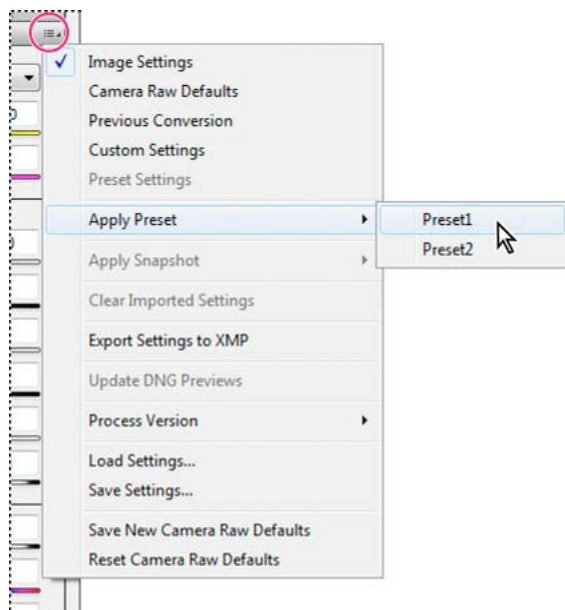 Image Settings
Camera Raw Defaults
Previous Conversion
Custom Settings
Preset Settings
Apply Preset
Preset1
Preset2
Apply Snapshot
Clear Imported Settings
Export Settings to XMP
Update DNG Previews
Process Version
Load Settings...
Save Settings...
Save New Camera Raw Defaults
Reset Camera Raw Defaults